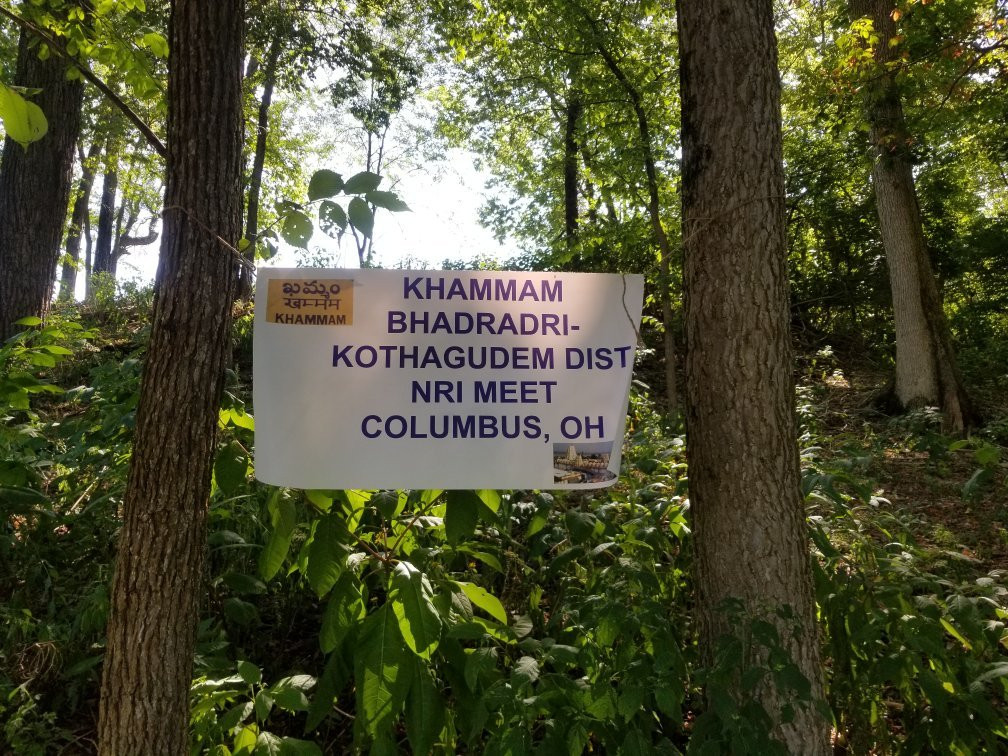 ఖమ్మం
खम्मम
KHAMMAM
KHAMMAM
BHADRADRI-
KOTHAGUDEM DIST
NRI MEET
COLUMBUS, OH